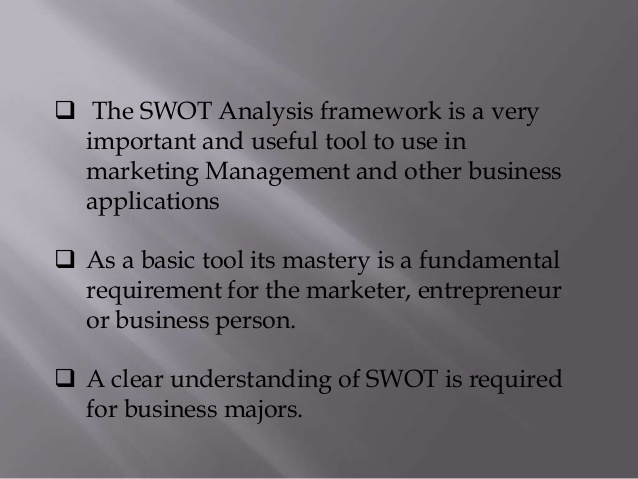 The SWOT Analysis framework is a very
important and useful tool to use in
marketing Management and other business
applications
As a basic tool its mastery is a fundamental
requirement for the marketer, entrepreneur
or business person.
A clear understanding of SWOT is required
for business majors.